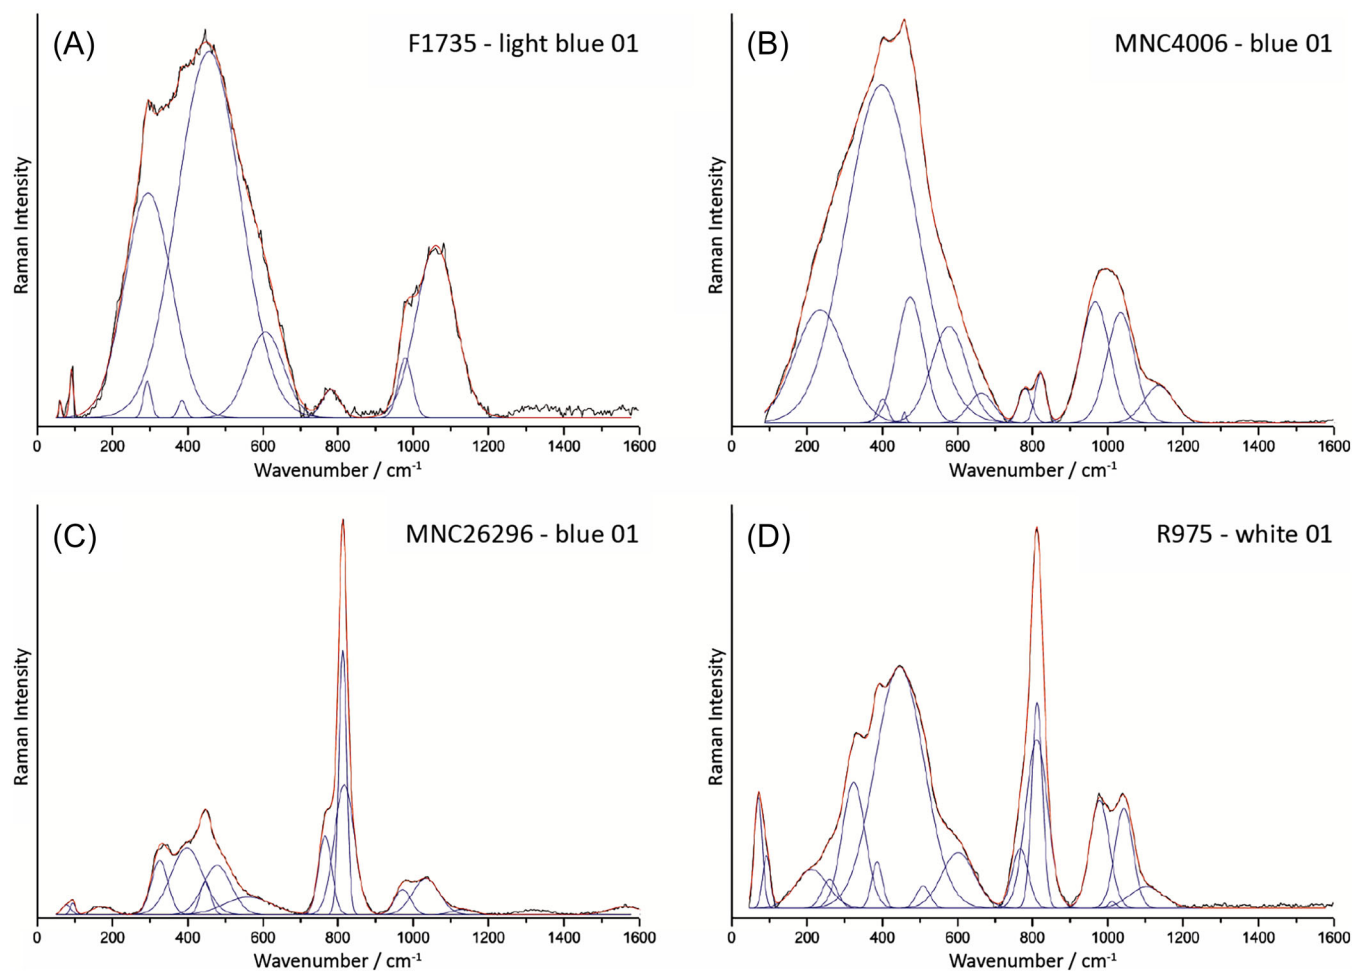 (A)
F1735 - light blue 01
Raman Intensity
0 200 400 600 800 1000 1200 1400 1600
Wavenumber / cm⁻¹
(B)
MNC4006 - blue 01
Raman Intensity
0 200 400 600 800 1000 1200 1400 1600
Wavenumber / cm⁻¹
(C)
MNC26296 - blue 01
Raman Intensity
0 200 400 600 800 1000 1200 1400 1600
Wavenumber / cm⁻¹
(D)
R975 - white 01
Raman Intensity
0 200 400 600 800 1000 1200 1400 1600
Wavenumber / cm⁻¹